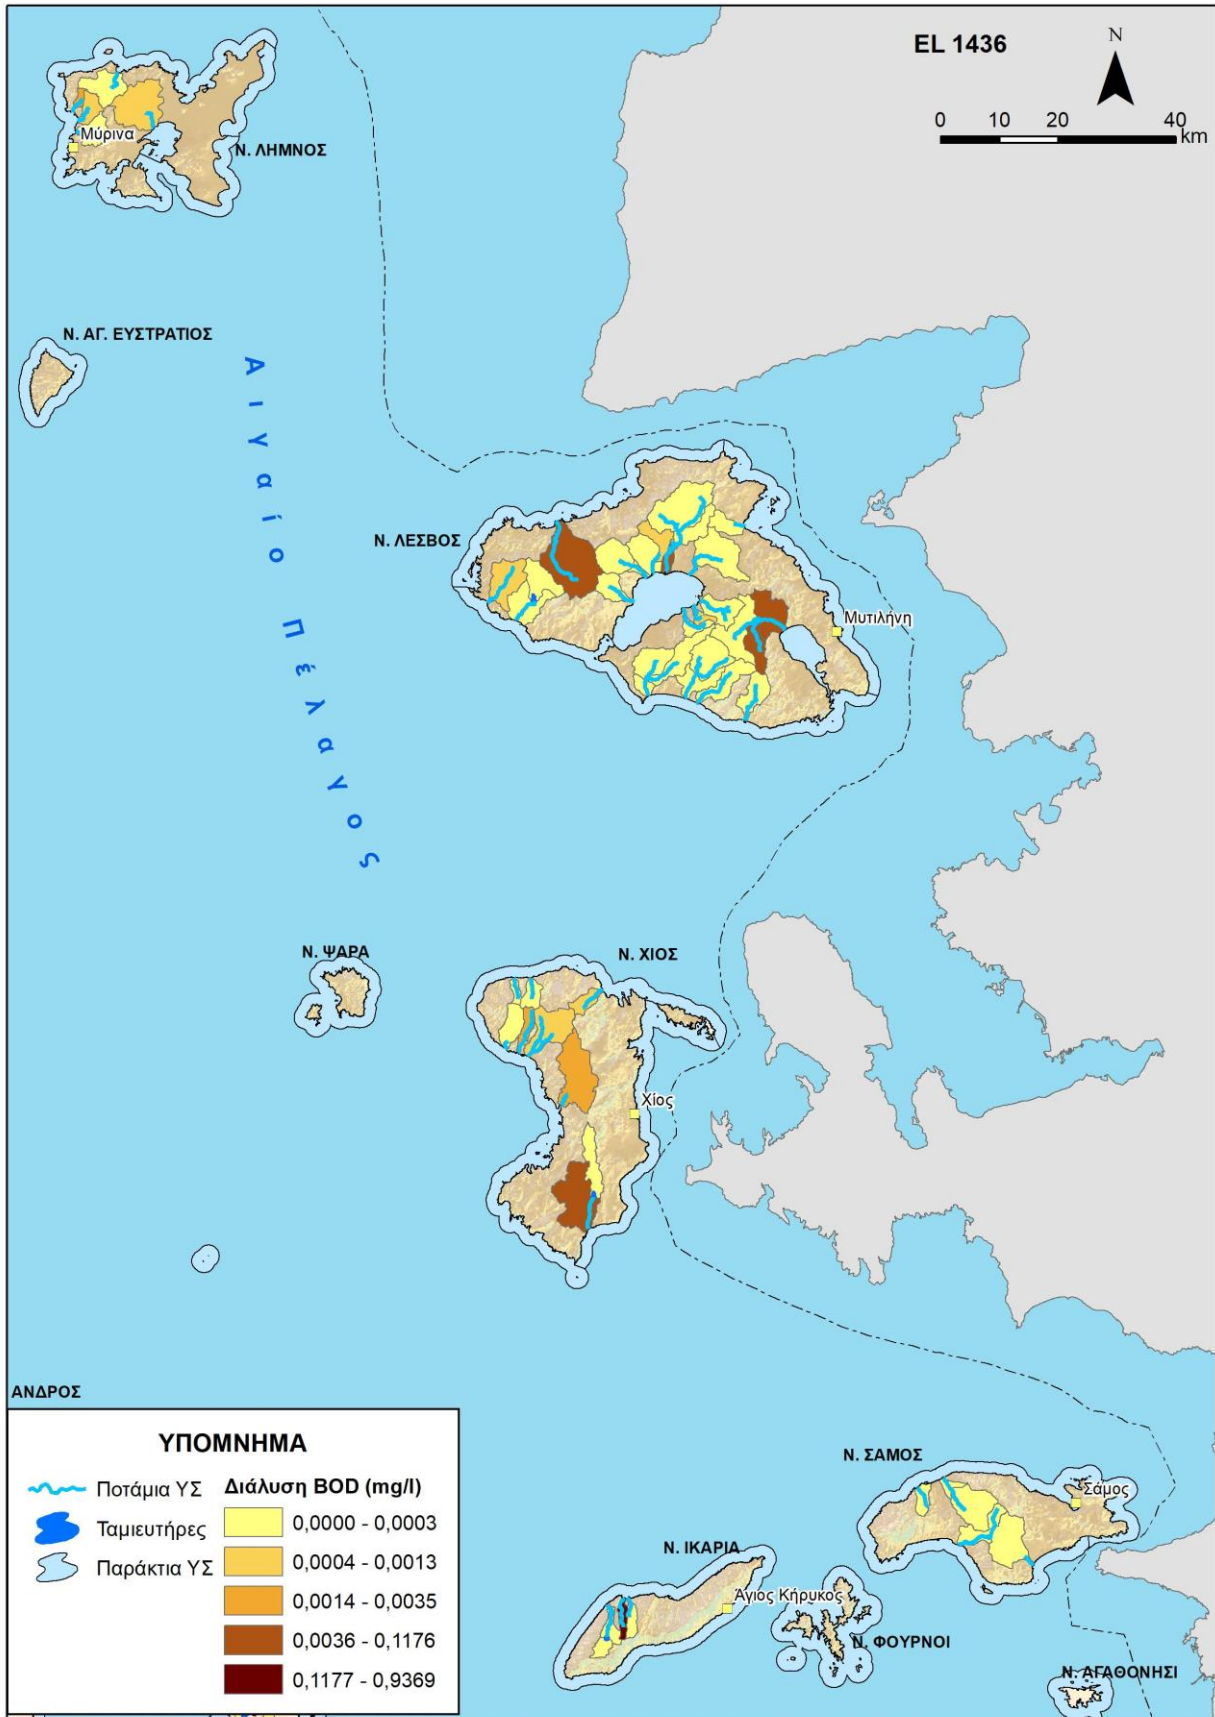 EL 1436
N
0 10 20 40
km
Μύρινα
Ν. ΛΗΜΝΟΣ
Ν. ΑΓ. ΕΥΣΤΡΑΤΙΟΣ
Αιγαίο Πέλαγος
Ν. ΛΕΣΒΟΣ
Μυτιλήνη
Ν. ΨΑΡΑ
Ν. ΧΙΟΣ
Χίος
ΑΝΔΡΟΣ
Ν. ΣΑΜΟΣ
Σάμος
Ν. ΙΚΑΡΙΑ
Άγιος Κήρυκος
Ν. ΦΟΥΡΝΟΙ
Ν. ΑΓΑΘΟΝΗΣΙ
ΥΠΟΜΝΗΜΑ
Ποτάμια ΥΣ
Ταμιευτήρες
Παράκτια ΥΣ
Διάλυση BOD (mg/l)
0,0000 - 0,0003
0,0004 - 0,0013
0,0014 - 0,0035
0,0036 - 0,1176
0,1177 - 0,9369